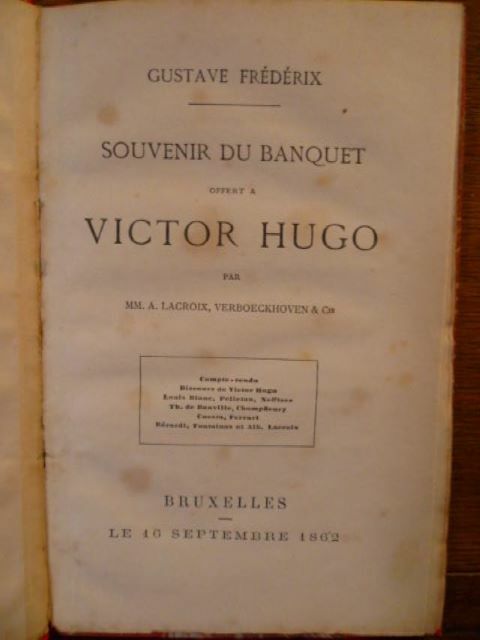 GUSTAVE FRÉDÉRIX
SOUVENIR DU BANQUET
OFFERT A
VICTOR HUGO
PAR
MM. A. LACROIX, VERBOECKHOVEN & Cie
Compte-rendu
Discours de Victor Hugo
Louis Blanc, Pelletan, Nefftzer
Th. de Banville, Champfleury
Cuesta, Ferrari
Bérardi, Fontainas et Alb. Lacroix
BRUXELLES
LE 16 SEPTEMBRE 1862